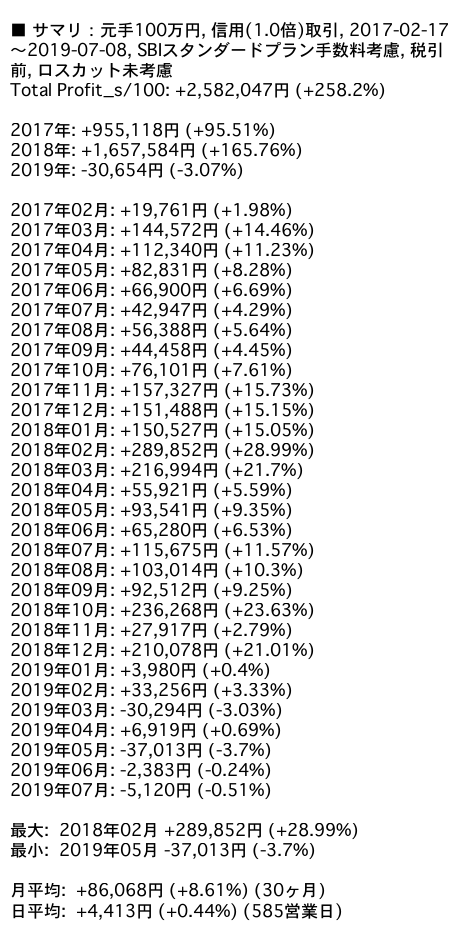 ■ サマリ：元手100万円, 信用(1.0倍)取引, 2017-02-17
〜2019-07-08, SBIスタンダードプラン手数料考慮, 税引
前, ロスカット未考慮
Total Profit_s/100: +2,582,047円 (+258.2%)
2017年: +955,118円 (+95.51%)
2018年: +1,657,584円 (+165.76%)
2019年: -30,654円 (-3.07%)
2017年02月: +19,761円 (+1.98%)
2017年03月: +144,572円 (+14.46%)
2017年04月: +112,340円 (+11.23%)
2017年05月: +82,831円 (+8.28%)
2017年06月: +66,900円 (+6.69%)
2017年07月: +42,947円 (+4.29%)
2017年08月: +56,388円 (+5.64%)
2017年09月: +44,458円 (+4.45%)
2017年10月: +76,101円 (+7.61%)
2017年11月: +157,327円 (+15.73%)
2017年12月: +151,488円 (+15.15%)
2018年01月: +150,527円 (+15.05%)
2018年02月: +289,852円 (+28.99%)
2018年03月: +216,994円 (+21.7%)
2018年04月: +55,921円 (+5.59%)
2018年05月: +93,541円 (+9.35%)
2018年06月: +65,280円 (+6.53%)
2018年07月: +115,675円 (+11.57%)
2018年08月: +103,014円 (+10.3%)
2018年09月: +92,512円 (+9.25%)
2018年10月: +236,268円 (+23.63%)
2018年11月: +27,917円 (+2.79%)
2018年12月: +210,078円 (+21.01%)
2019年01月: +3,980円 (+0.4%)
2019年02月: +33,256円 (+3.33%)
2019年03月: -30,294円 (-3.03%)
2019年04月: +6,919円 (+0.69%)
2019年05月: -37,013円 (-3.7%)
2019年06月: -2,383円 (-0.24%)
2019年07月: -5,120円 (-0.51%)
最大: 2018年02月 +289,852円 (+28.99%)
最小: 2019年05月 -37,013円 (-3.7%)
月平均: +86,068円 (+8.61%) (30ヶ月)
日平均: +4,413円 (+0.44%) (585営業日)